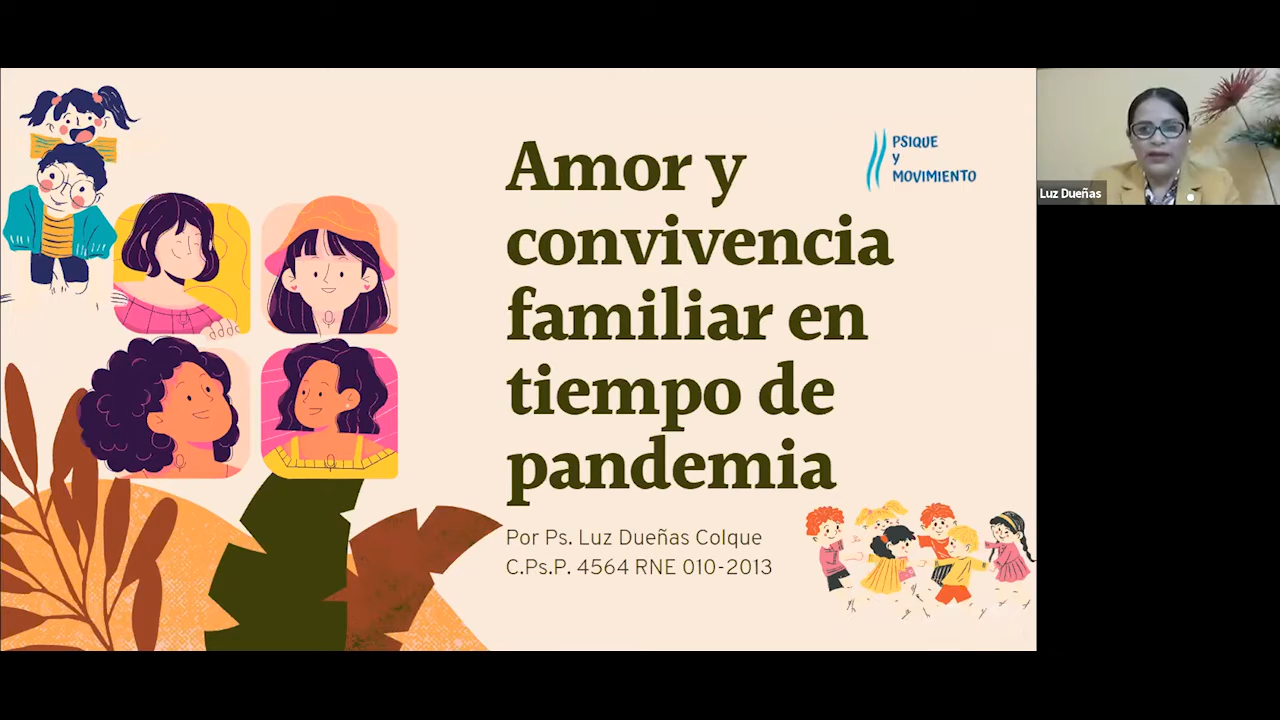 Amor y
convivencia
familiar en
tiempo de
pandemia
Por Ps. Luz Dueñas Colque
C.Ps.P. 4564 RNE 010-2013
PSIQUE
Y
MOVIMIENTO
Luz Dueñas